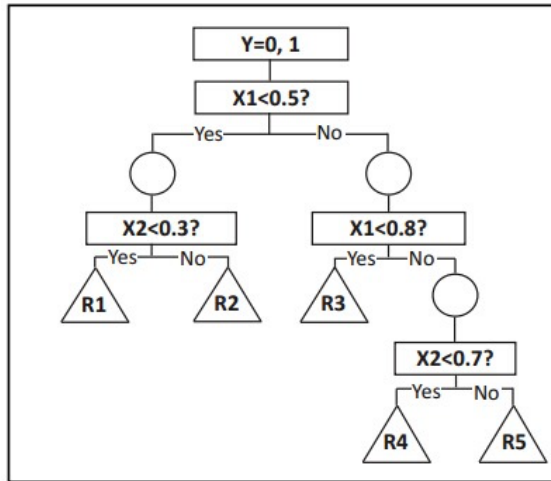 Y=0, 1
X1<0.5?
Yes No
X2<0.3? X1<0.8?
Yes No Yes No
R1 R2 R3
X2<0.7?
Yes No
R4 R5